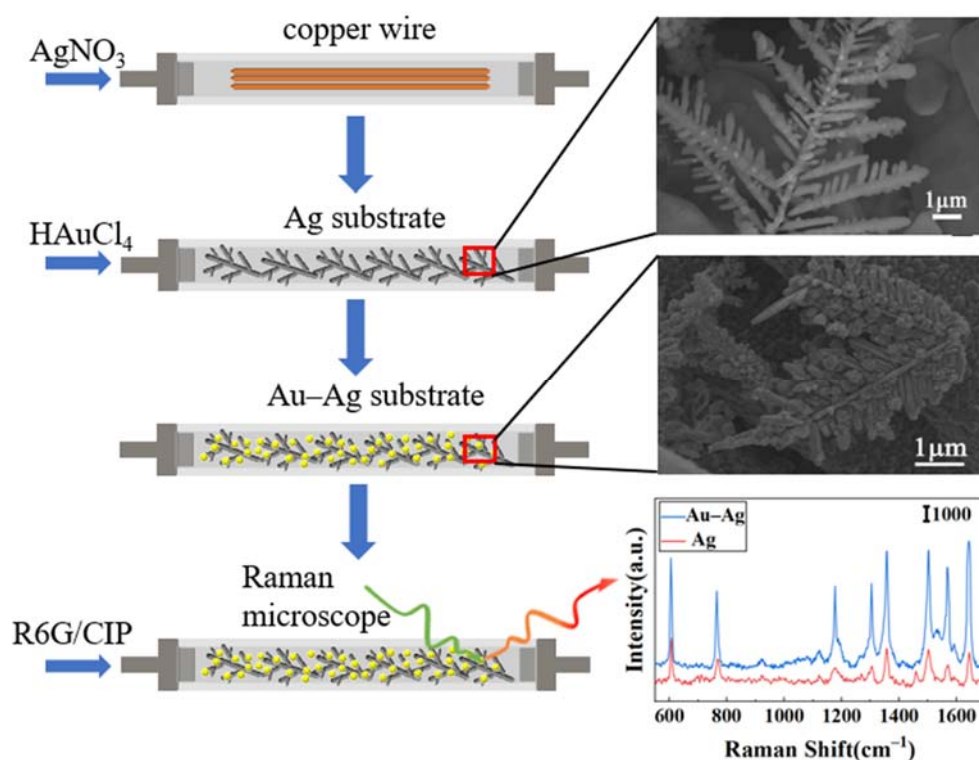 copper wire
AgNO₃
1μm
Ag substrate
HAuCl₄
Au–Ag substrate
1μm
Raman
microscope
R6G/CIP
Au–Ag
Ag
1000
Intensity(a.u.)
600 800 1000 1200 1400 1600
Raman Shift(cm⁻¹)